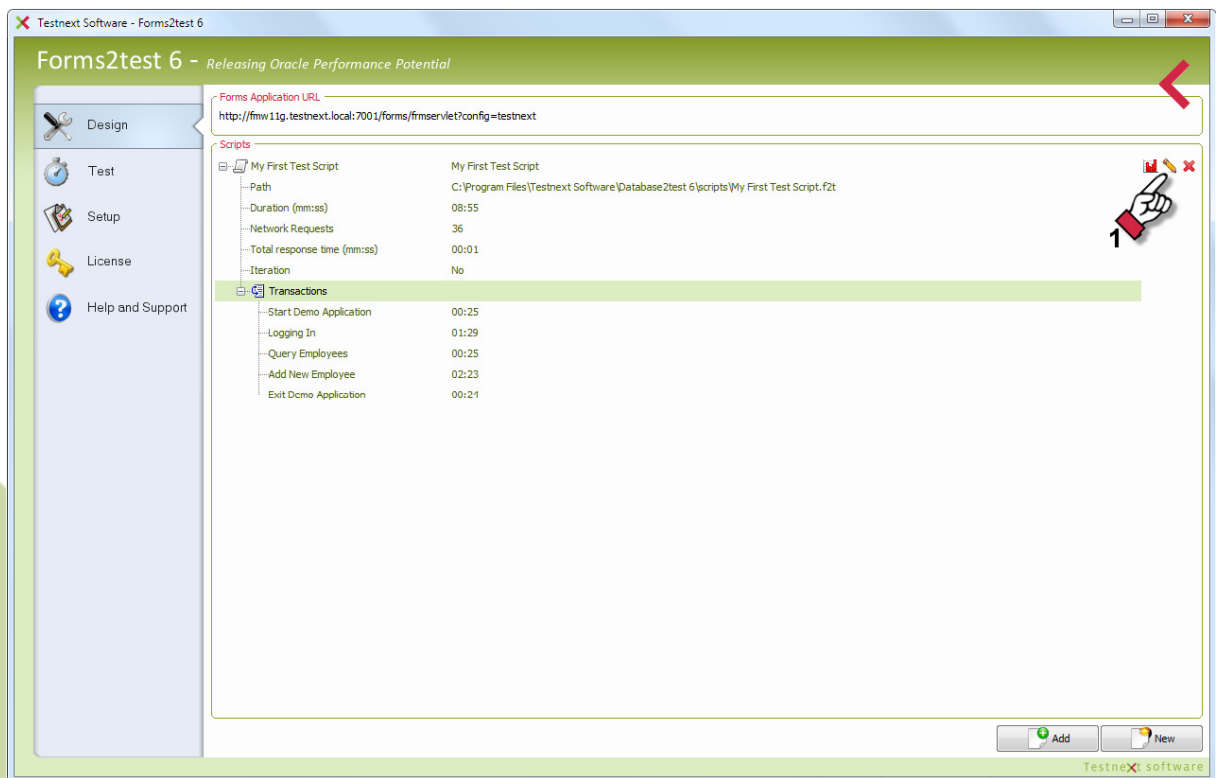 Testnext Software - Forms2test 6
Forms2test 6 - Releasing Oracle Performance Potential
Design
Test
Setup
License
Help and Support
Forms Application URL
http://fmw11g.testnext.local:7001/forms/frmservlet?config=testnext
Scripts
My First Test Script My First Test Script
Path C:\Program Files\Testnext Software\Database2test 6\scripts\My First Test Script.f2t
Duration (mm:ss) 08:55
Network Requests 36
Total response time (mm:ss) 00:01
Iteration No
Transactions
Start Demo Application 00:25
Logging In 01:29
Query Employees 00:25
Add New Employee 02:23
Exit Demo Application 00:21
1
Add
New
Testnext software